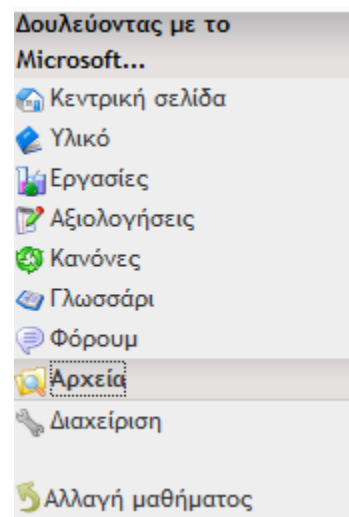 Δουλεύοντας με το
Microsoft...
Κεντρική σελίδα
Υλικό
Εργασίες
Αξιολογήσεις
Κανόνες
Γλωσσάρι
Φόρουμ
Αρχεία
Διαχείριση
Αλλαγή μαθήματος